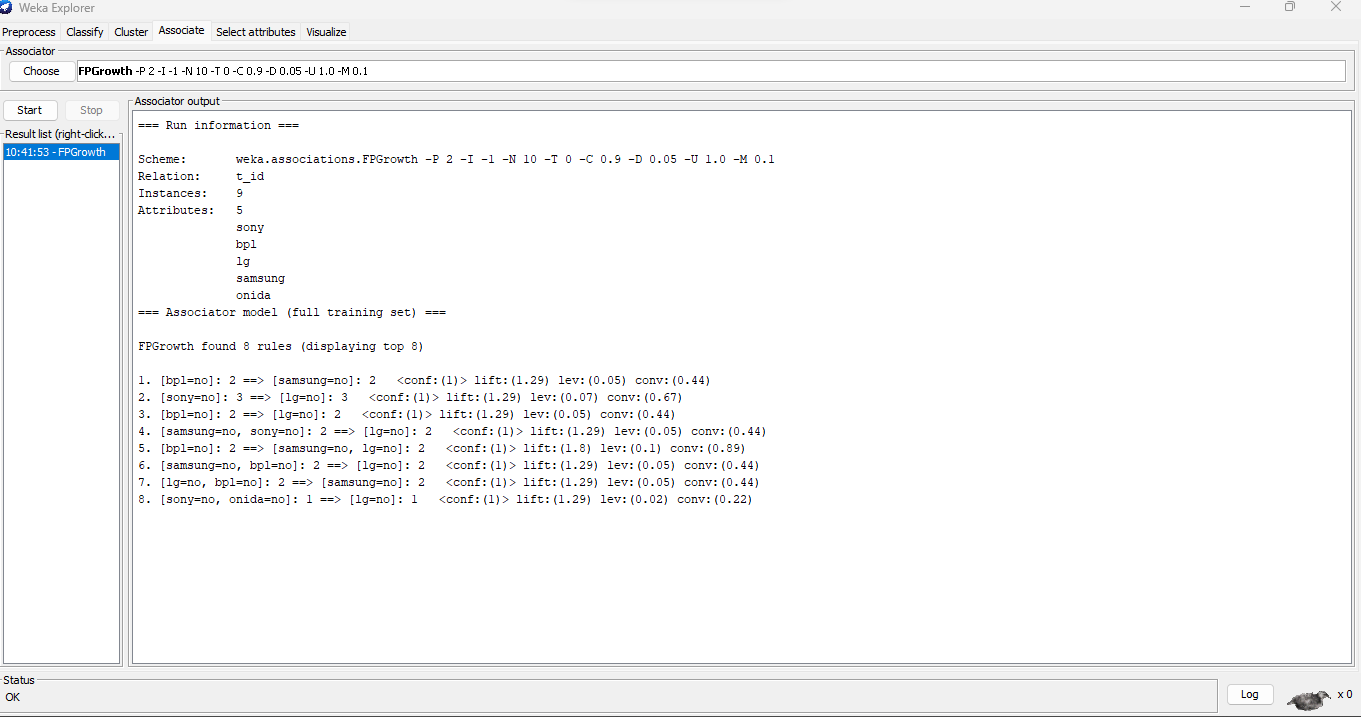 Weka Explorer
Preprocess Classify Cluster Associate Select attributes Visualize
Associator
Choose FPGrowth -P 2 -I -1 -N 10 -T 0 -C 0.9 -D 0.05 -U 1.0 -M 0.1
Start Stop
Result list (right-click...
10:41:53 - FPGrowth
Associator output
=== Run information ===
Scheme: weka.associations.FPGrowth -P 2 -I -1 -N 10 -T 0 -C 0.9 -D 0.05 -U 1.0 -M 0.1
Relation: t_id
Instances: 9
Attributes: 5
sony
bpl
lg
samsung
onida
=== Associator model (full training set) ===
FPGrowth found 8 rules (displaying top 8)
1. [bpl=no]: 2 ==> [samsung=no]: 2 <conf:(1)> lift:(1.29) lev:(0.05) conv:(0.44)
2. [sony=no]: 3 ==> [lg=no]: 3 <conf:(1)> lift:(1.29) lev:(0.07) conv:(0.67)
3. [bpl=no]: 2 ==> [lg=no]: 2 <conf:(1)> lift:(1.29) lev:(0.05) conv:(0.44)
4. [samsung=no, sony=no]: 2 ==> [lg=no]: 2 <conf:(1)> lift:(1.29) lev:(0.05) conv:(0.44)
5. [bpl=no]: 2 ==> [samsung=no, lg=no]: 2 <conf:(1)> lift:(1.8) lev:(0.1) conv:(0.89)
6. [samsung=no, bpl=no]: 2 ==> [lg=no]: 2 <conf:(1)> lift:(1.29) lev:(0.05) conv:(0.44)
7. [lg=no, bpl=no]: 2 ==> [samsung=no]: 2 <conf:(1)> lift:(1.29) lev:(0.05) conv:(0.44)
8. [sony=no, onida=no]: 1 ==> [lg=no]: 1 <conf:(1)> lift:(1.29) lev:(0.02) conv:(0.22)
Status
OK
Log x 0